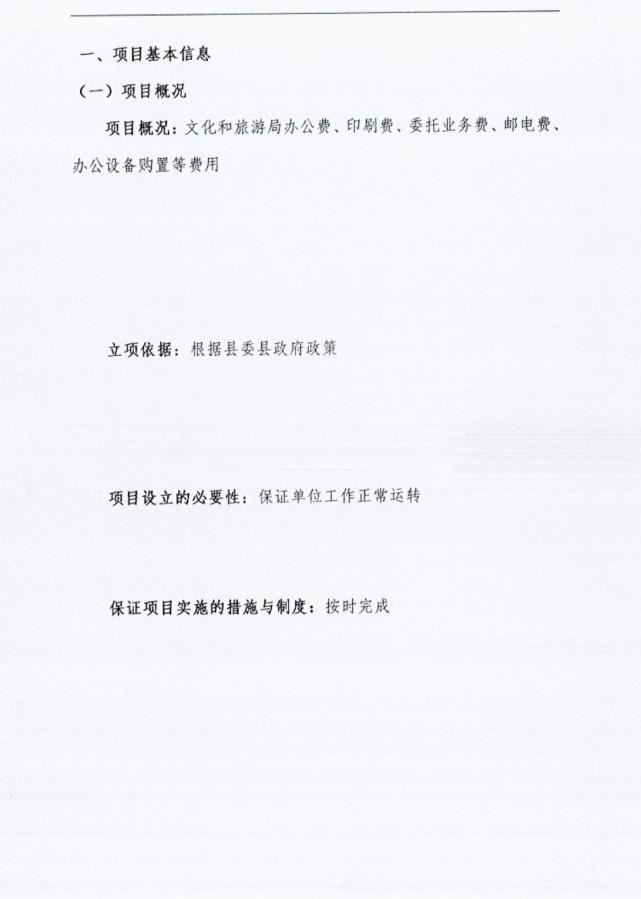 一、项目基本信息
（一）项目概况
项目概况：文化和旅游局办公费、印刷费、委托业务费、邮电费、
办公设备购置等费用
立项依据：根据县委县政府政策
项目设立的必要性：保证单位工作正常运转
保证项目实施的措施与制度：按时完成